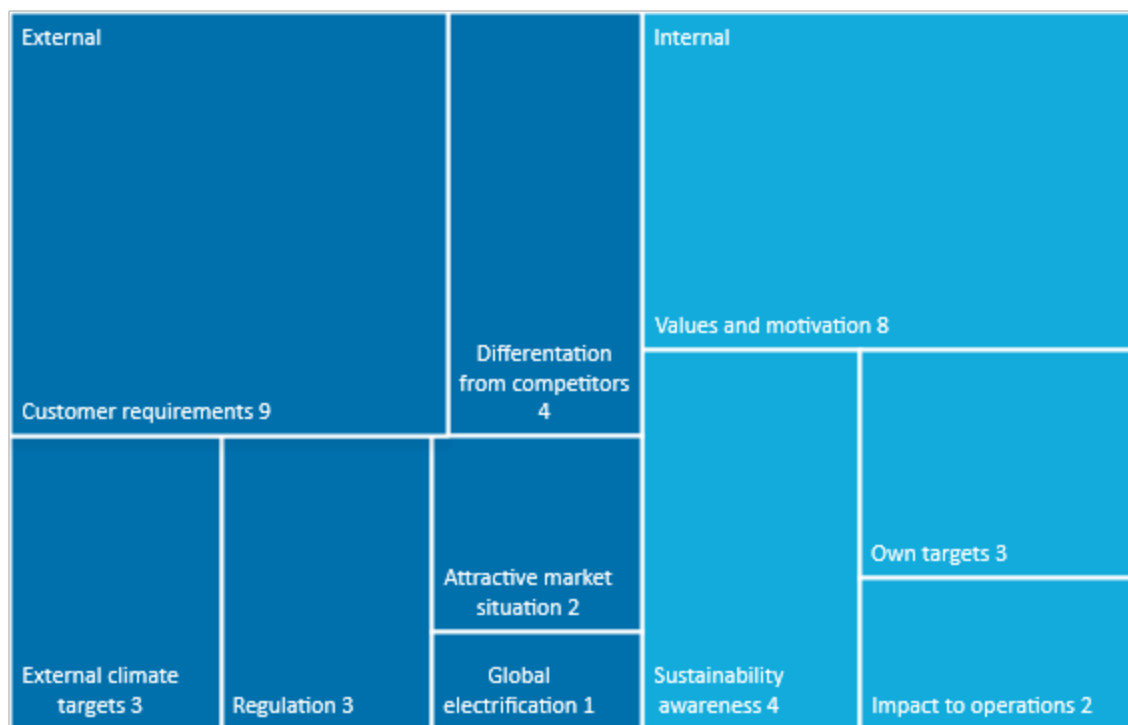 External
Customer requirements 9
Differentation
from competitors
4
External climate
targets 3
Regulation 3
Attractive market
situation 2
Global
electrification 1
Internal
Values and motivation 8
Sustainability
awareness 4
Own targets 3
Impact to operations 2